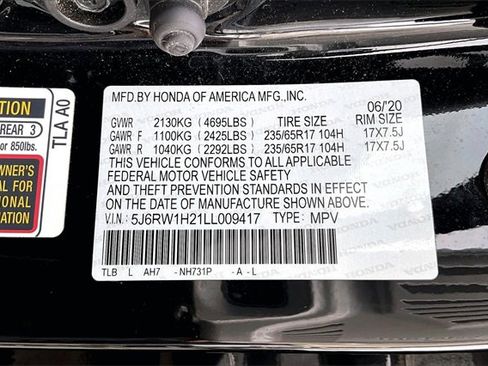 MFD.BY HONDA OF AMERICA MFG.,INC.
06/'20
GVWR 2130KG (4695LBS) TIRE SIZE RIM SIZE
GAWR F 1100KG (2425LBS) 235/65R17 104H 17X7.5J
GAWR R 1040KG (2292LBS) 235/65R17 104H 17X7.5J
THIS VEHICLE CONFORMS TO ALL APPLICABLE
FEDERAL MOTOR VEHICLE SAFETY
AND THEFT PREVENTION STANDARDS IN EFFECT
ON THE DATE OF MANUFACTURE SHOWN ABOVE.
V.I.N: 5J6RW1H21LL009417 TYPE: MPV
TLB L AH7 - NH731P - A - L
REAR 3
or 850lbs.
TLA A0